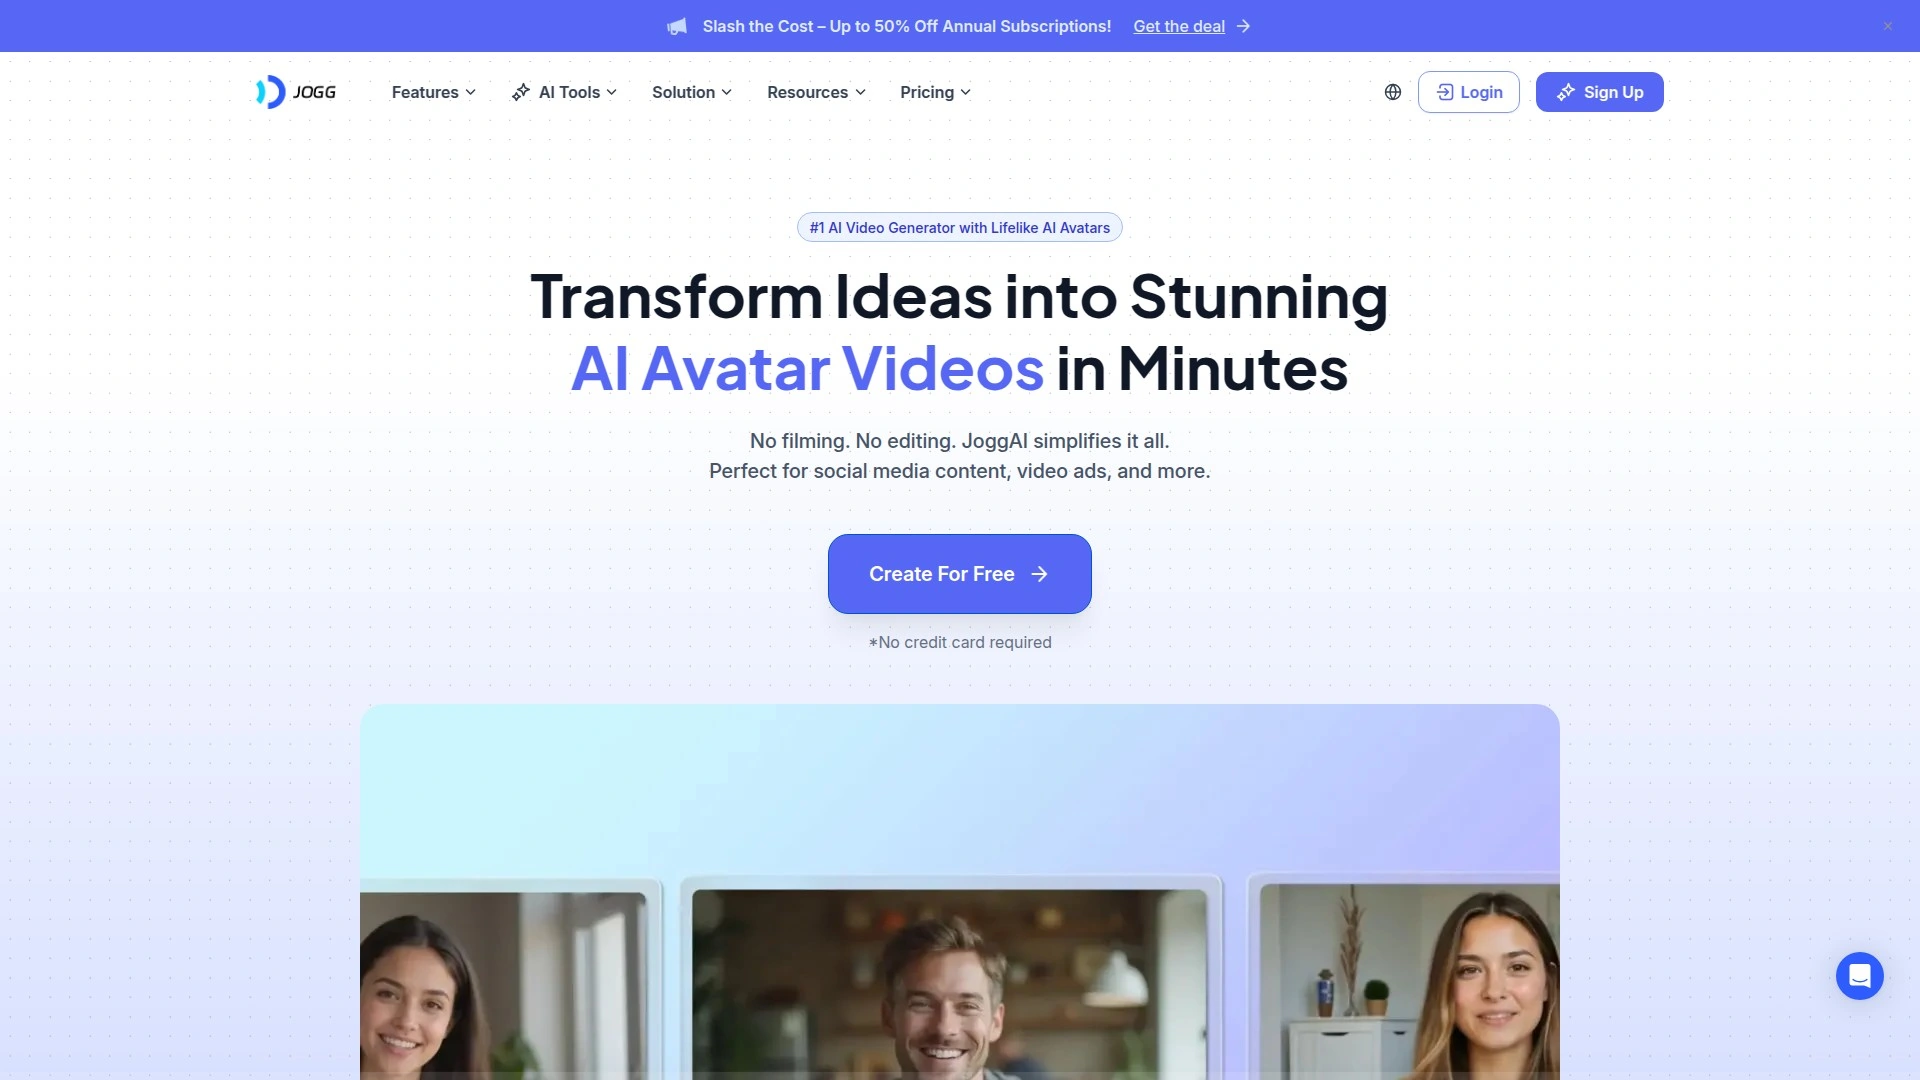 Slash the Cost – Up to 50% Off Annual Subscriptions! Get the deal
JOGG
Features
AI Tools
Solution
Resources
Pricing
Login
Sign Up
#1 AI Video Generator with Lifelike AI Avatars
Transform Ideas into Stunning
AI Avatar Videos in Minutes
No filming. No editing. JoggAI simplifies it all.
Perfect for social media content, video ads, and more.
Create For Free
*No credit card required